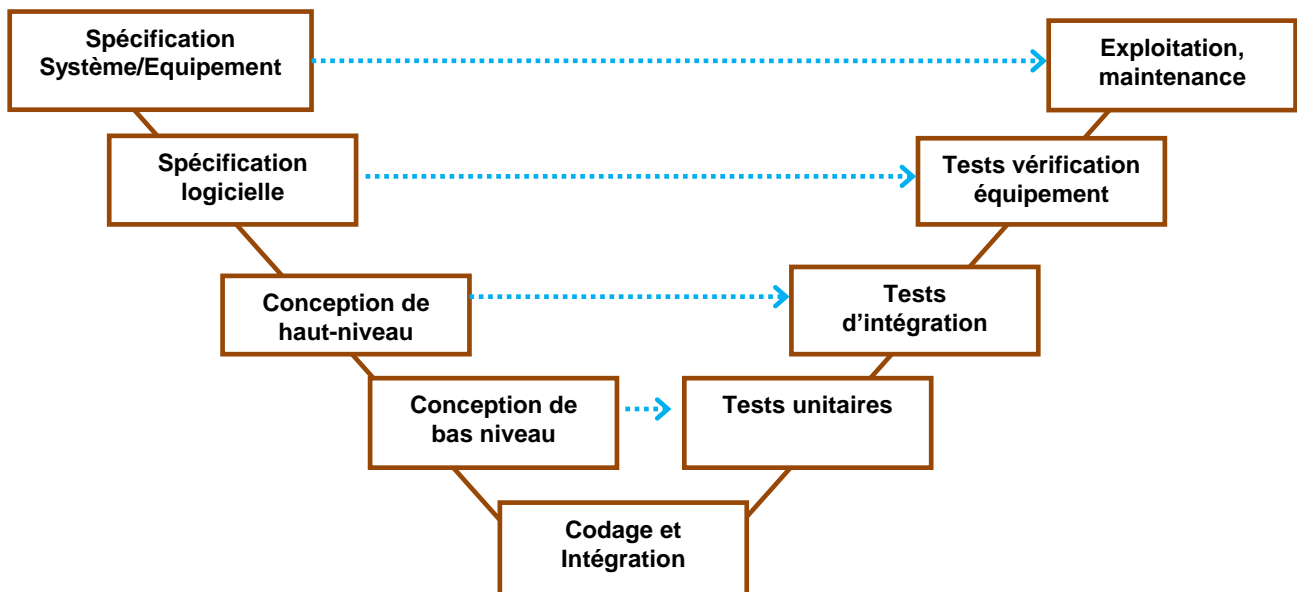 Spécification
Système/Equipement
Exploitation,
maintenance
Spécification
logicielle
Tests vérification
équipement
Conception de
haut-niveau
Tests
d’intégration
Conception de
bas niveau
Tests unitaires
Codage et
Intégration